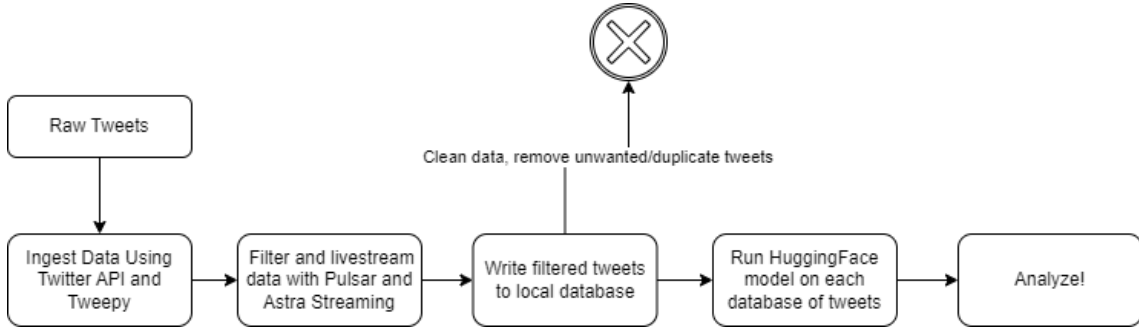 Raw Tweets
Clean data, remove unwanted/duplicate tweets
Ingest Data Using
Twitter API and
Tweepy
Filter and livestream
data with Pulsar and
Astra Streaming
Write filtered tweets
to local database
Run HuggingFace
model on each
database of tweets
Analyze!